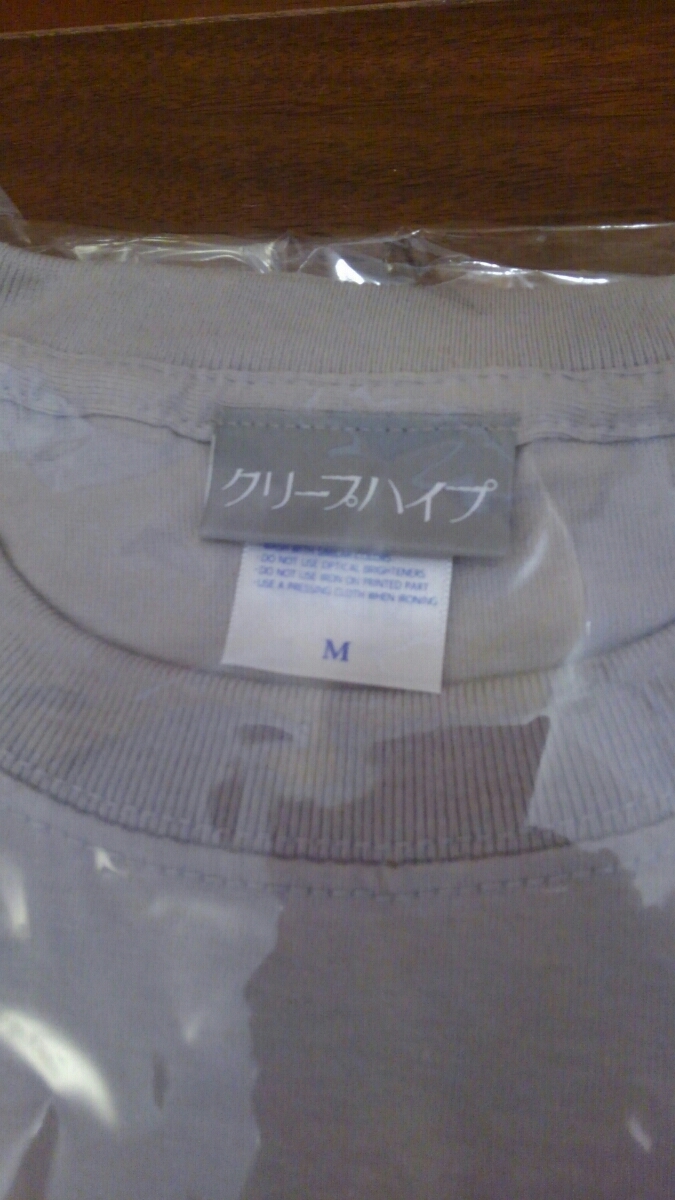 クリープハイプ
·DO NOT USE OPTICAL BRIGHTENERS
·DO NOT USE IRON ON PRINTED PART
·USE A PRESSING CLOTH WHEN IRONING
M